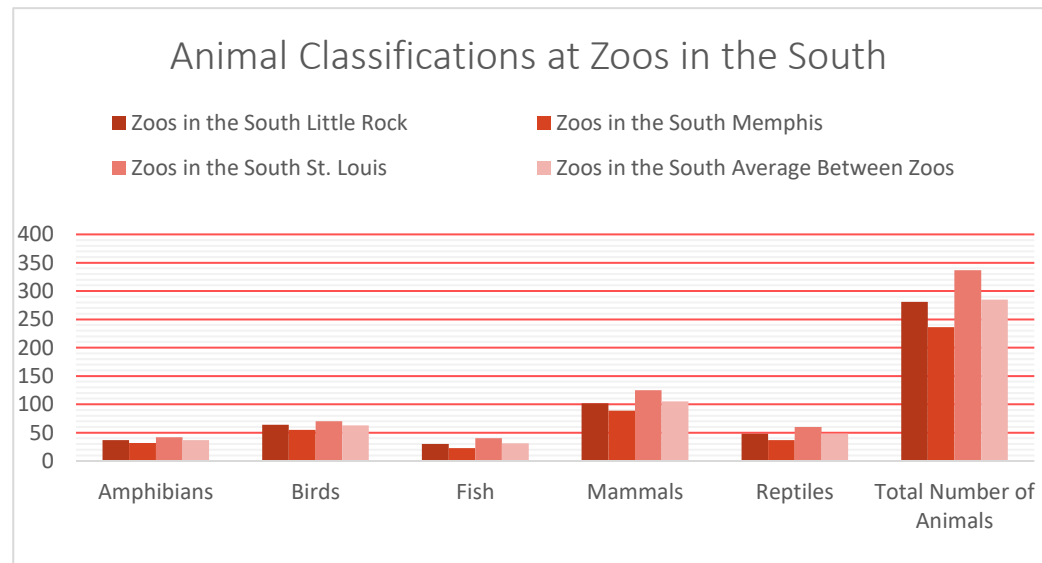 Animal Classifications at Zoos in the South
Zoos in the South Little Rock
Zoos in the South Memphis
Zoos in the South St. Louis
Zoos in the South Average Between Zoos
400
350
300
250
200
150
100
50
0
Amphibians
Birds
Fish
Mammals
Reptiles
Total Number of
Animals